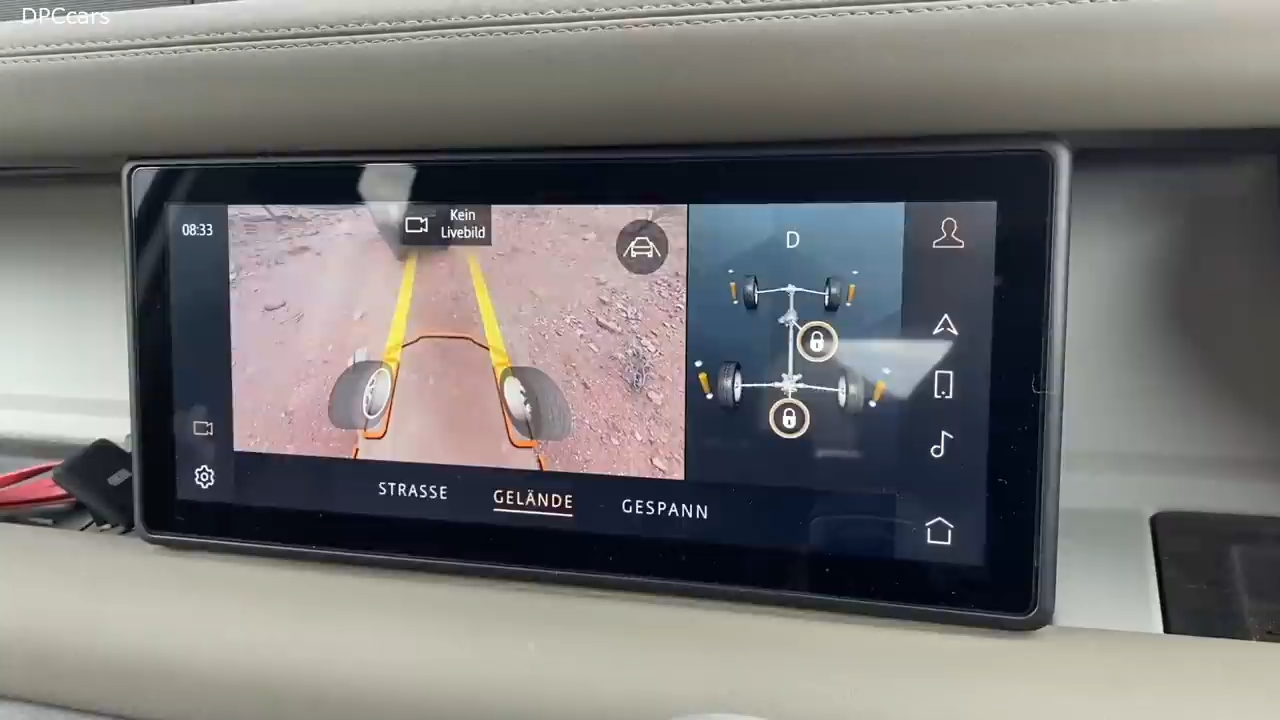 DPCcars
08:33
Kein
Livebild
D
STRASSE
GELÄNDE
GESPANN